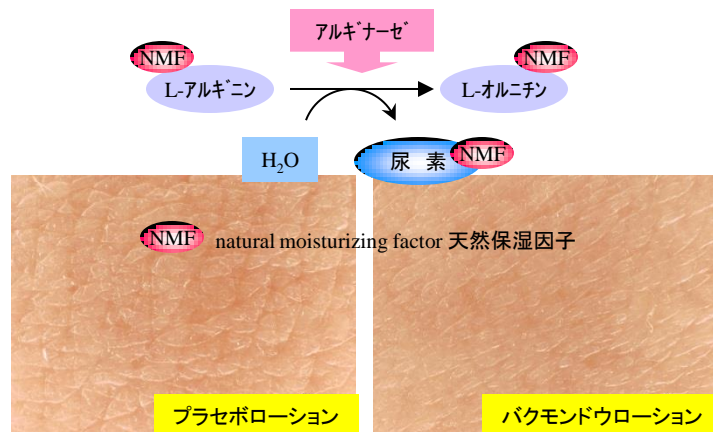 アルギナーゼ
NMF
NMF
L-アルギニン
L-オルニチン
H₂O
尿 素
NMF
NMF natural moisturizing factor 天然保湿因子
プラセボローション
バクモンドウローション